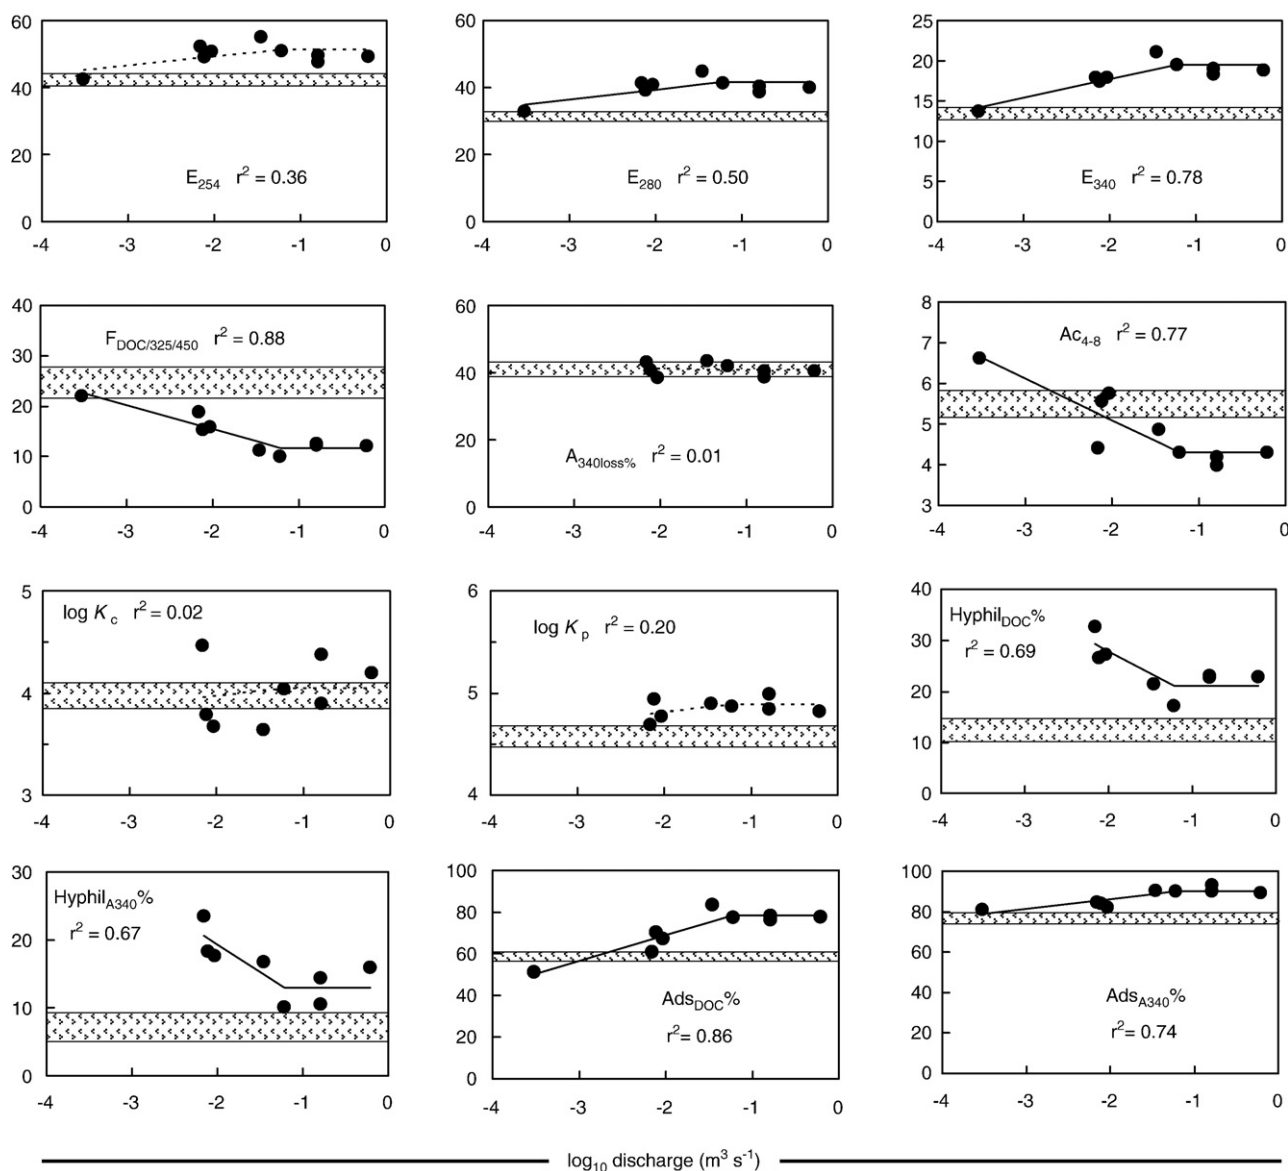 60
40
20
0
-4 -3 -2 -1 0
E254 r2 = 0.36
60
40
20
0
-4 -3 -2 -1 0
E280 r2 = 0.50
25
20
15
10
5
0
-4 -3 -2 -1 0
E340 r2 = 0.78
40
30
20
10
0
-4 -3 -2 -1 0
FDOC/325/450 r2 = 0.88
60
40
20
0
-4 -3 -2 -1 0
A340loss% r2 = 0.01
8
7
6
5
4
3
-4 -3 -2 -1 0
Ac4-8 r2 = 0.77
5
4
3
-4 -3 -2 -1 0
log Kc r2 = 0.02
6
5
4
-4 -3 -2 -1 0
log Kp r2 = 0.20
40
30
20
10
0
-4 -3 -2 -1 0
HyphilDOC%
r2 = 0.69
30
20
10
0
-4 -3 -2 -1 0
HyphilA340%
r2 = 0.67
100
80
60
40
20
0
-4 -3 -2 -1 0
AdsDOC%
r2= 0.86
100
80
60
40
20
0
-4 -3 -2 -1 0
AdsA340%
r2= 0.74
log10 discharge (m3 s-1)